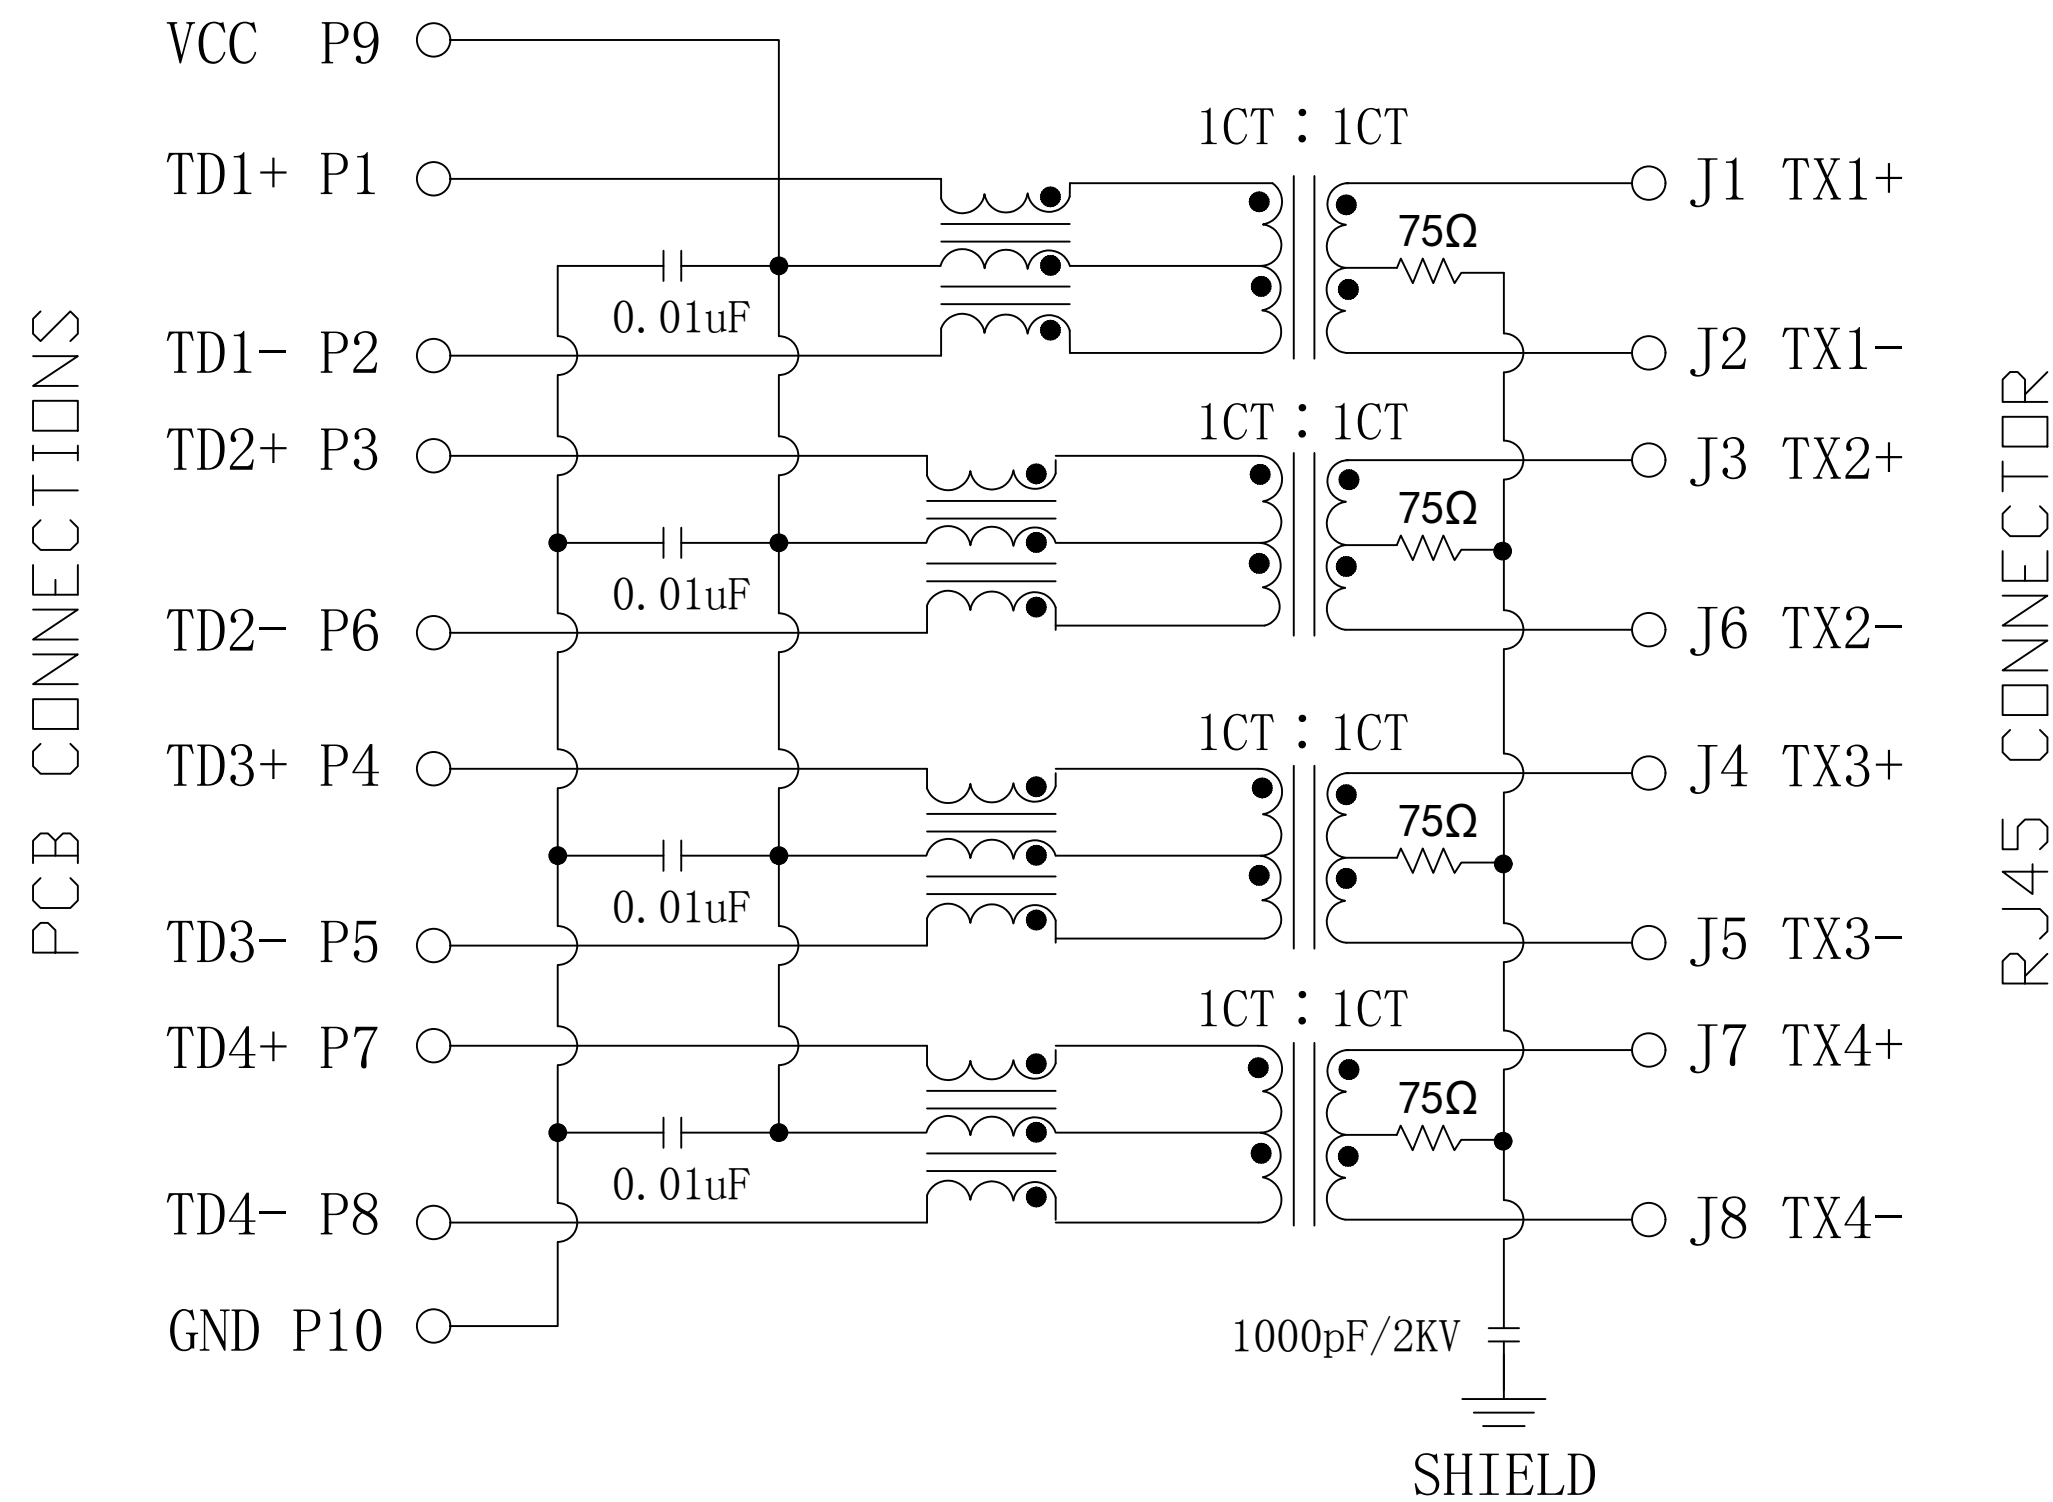 VCC P9
1CT : 1CT
TD1+ P1
J1 TX1+
75Ω
0.01uF
TD1- P2
J2 TX1-
1CT : 1CT
TD2+ P3
J3 TX2+
75Ω
0.01uF
TD2- P6
J6 TX2-
1CT : 1CT
TD3+ P4
J4 TX3+
75Ω
0.01uF
TD3- P5
J5 TX3-
1CT : 1CT
TD4+ P7
J7 TX4+
75Ω
0.01uF
TD4- P8
J8 TX4-
GND P10
1000pF/2KV
SHIELD
PCB CONNECTIONS
RJ45 CONNECTOR